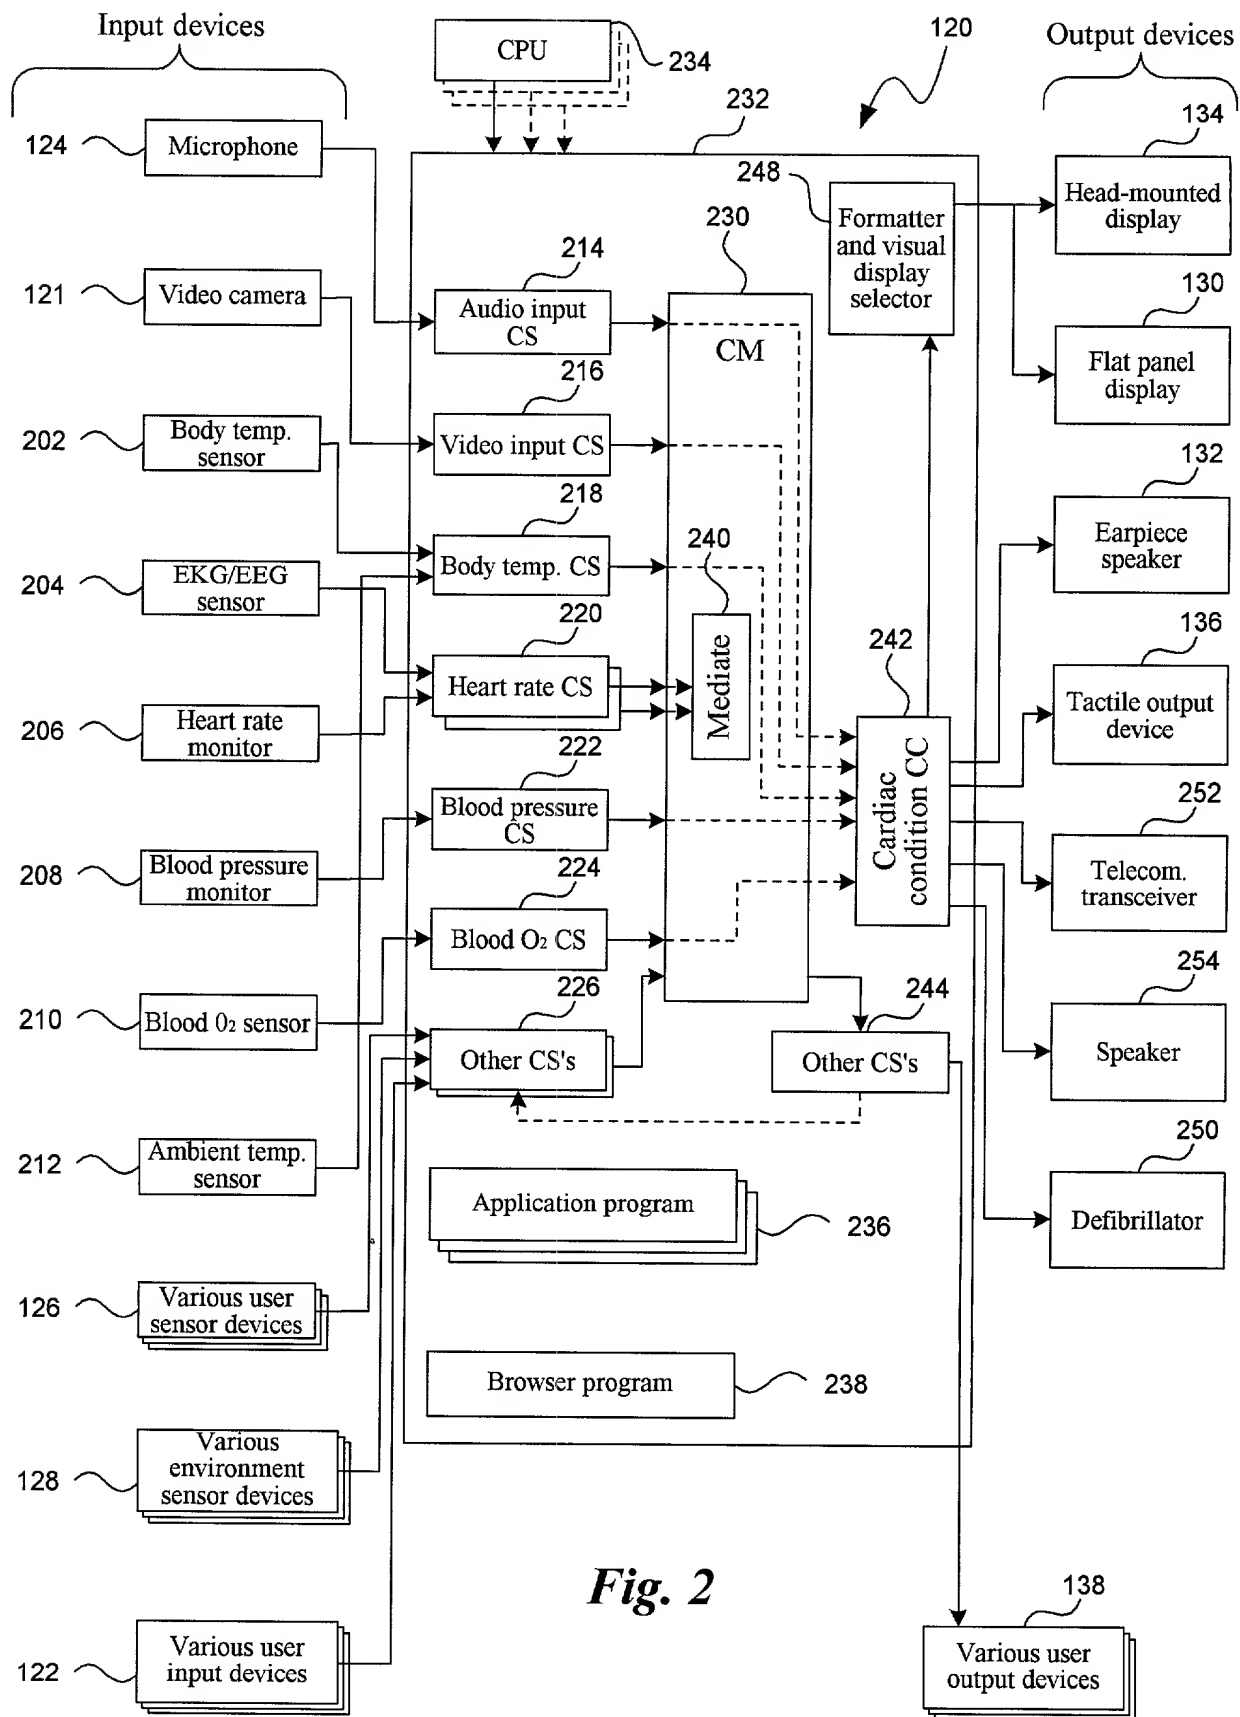 Input devices
CPU
234
120
Output devices
232
124
Microphone
134
Head-mounted
display
248
Formatter
and visual
display
selector
230
CM
214
Audio input
CS
121
Video camera
130
Flat panel
display
216
Video input CS
202
Body temp.
sensor
132
Earpiece
speaker
218
Body temp. CS
240
Mediate
204
EKG/EEG
sensor
220
Heart rate CS
242
Cardiac
condition CC
136
Tactile output
device
206
Heart rate
monitor
222
Blood pressure
CS
252
Telecom.
transceiver
208
Blood pressure
monitor
224
Blood O2 CS
254
Speaker
210
Blood O2 sensor
226
Other CS's
244
Other CS's
250
Defibrillator
212
Ambient temp.
sensor
Application program
236
126
Various user
sensor devices
Browser program
238
128
Various
environment
sensor devices
Fig. 2
138
Various user
output devices
122
Various user
input devices